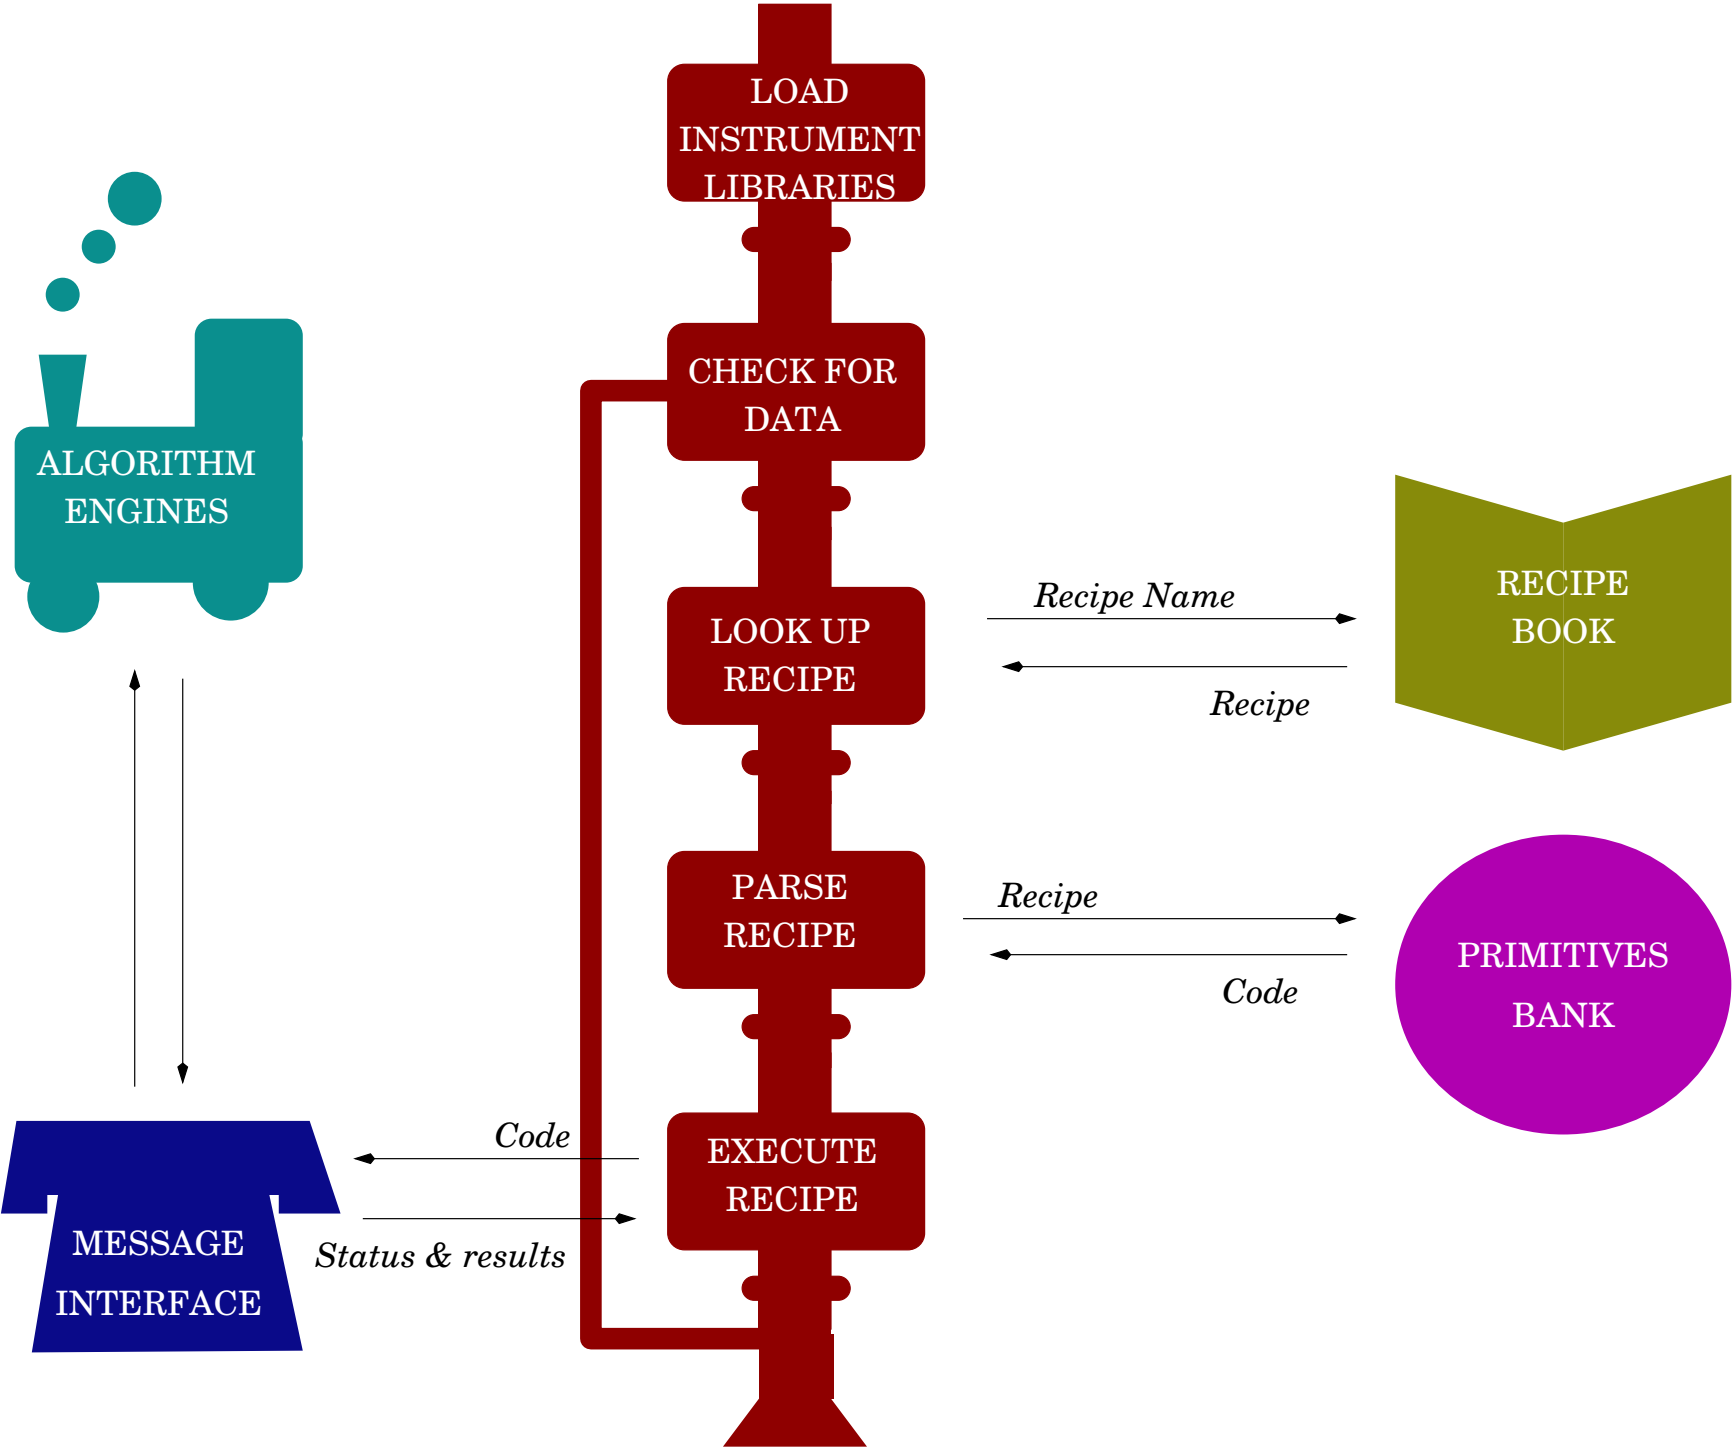 LOAD
INSTRUMENT
LIBRARIES
CHECK FOR
DATA
ALGORITHM
ENGINES
LOOK UP
RECIPE
Recipe Name
Recipe
RECIPE
BOOK
PARSE
RECIPE
Recipe
Code
PRIMITIVES
BANK
EXECUTE
RECIPE
Code
Status & results
MESSAGE
INTERFACE